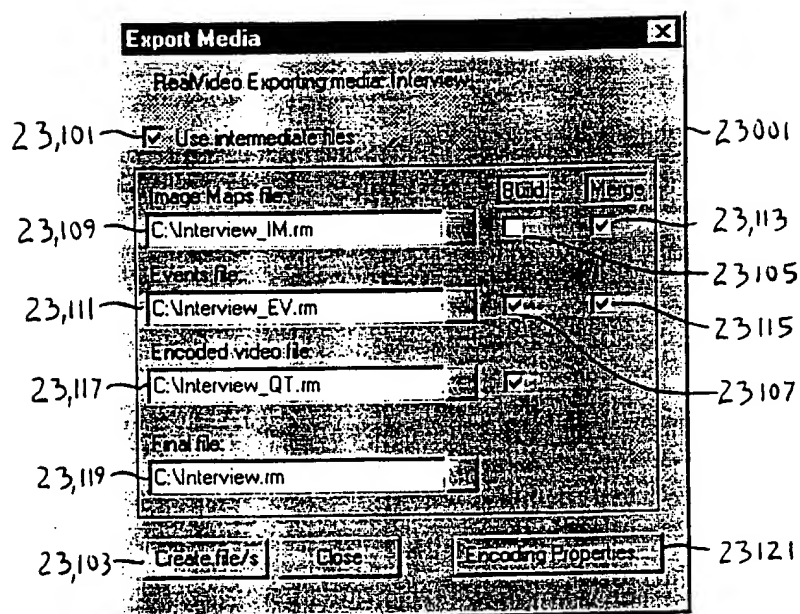 Export Media
RealVideo Exporting media: Interview
23,101
Use intermediate files
23001
Image Maps file:
Build
Merge
23,109
C:\Interview_IM.rm
23,113
23105
Events file:
23,111
C:\Interview_EV.rm
23115
Encoded video file:
23107
23,117
C:\Interview_QT.rm
Final file:
23,119
C:\Interview.rm
23,103
Create file/s
Close
Encoding Properties...
23121